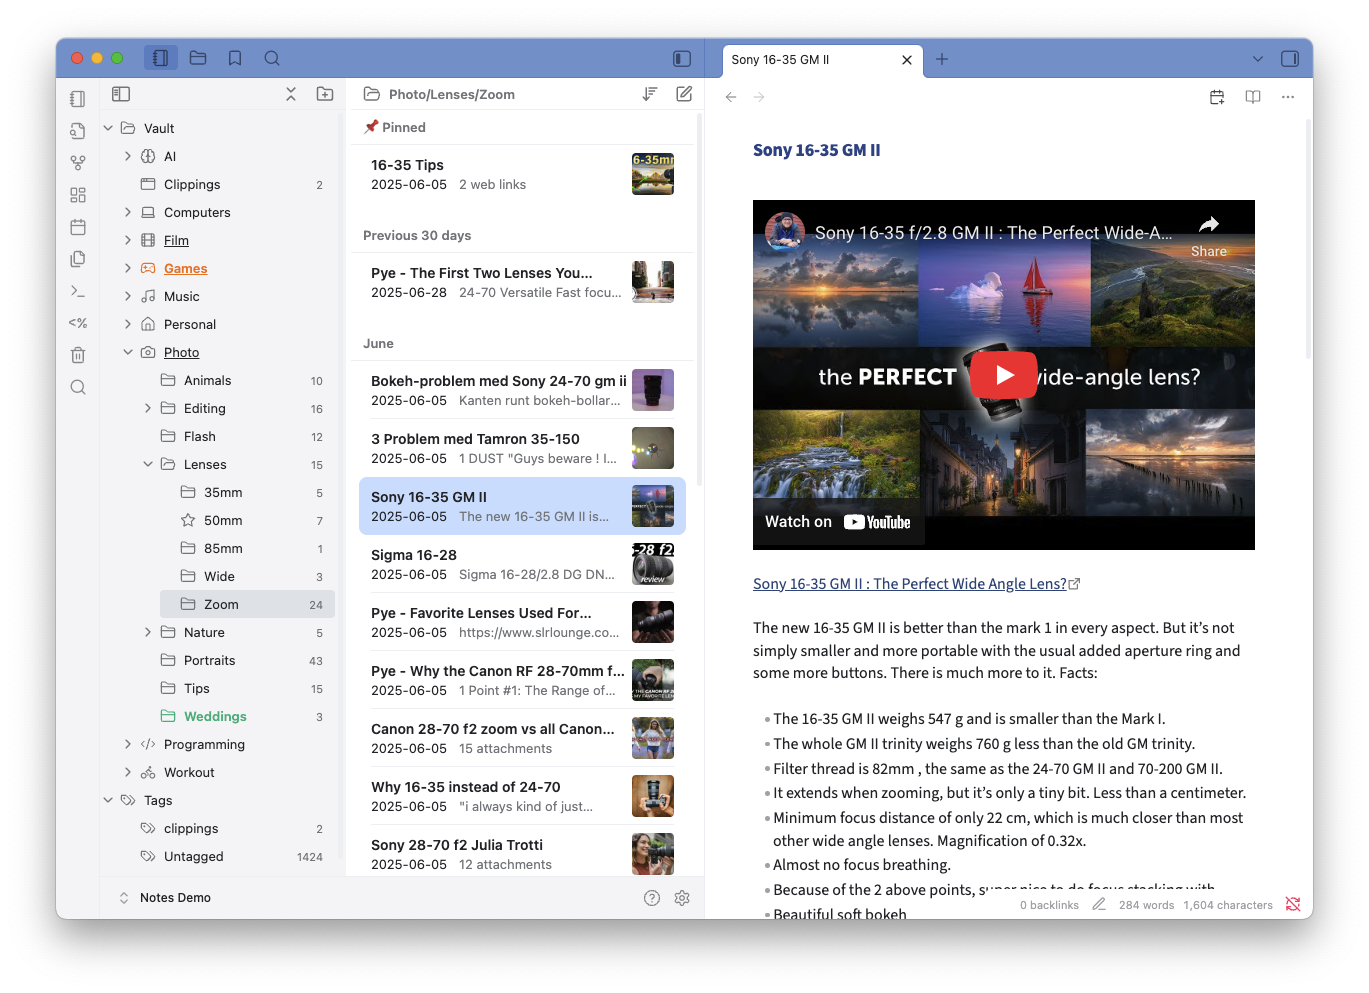 Sony 16-35 GM II
Vault
AI
Clippings 2
Computers
Film
Games
Music
Personal
Photo
Animals 10
Editing 16
Flash 12
Lenses 15
35mm 5
50mm 7
85mm 1
Wide 3
Zoom 24
Nature 5
Portraits 43
Tips 15
Weddings 3
Programming
Workout
Tags
clippings 2
Untagged 1424
Notes Demo
Photo/Lenses/Zoom
Pinned
16-35 Tips
2025-06-05 2 web links
6-35mm
Previous 30 days
Pye - The First Two Lenses You...
2025-06-28 24-70 Versatile Fast focu...
June
Bokeh-problem med Sony 24-70 gm ii
2025-06-05 Kanten runt bokeh-bollar...
3 Problem med Tamron 35-150
2025-06-05 1 DUST "Guys beware ! I...
Sony 16-35 GM II
2025-06-05 The new 16-35 GM II is...
Sigma 16-28
2025-06-05 Sigma 16-28/2.8 DG DN...
-28 f2
review
Pye - Favorite Lenses Used For...
2025-06-05 https://www.slrlounge.co...
Pye - Why the Canon RF 28-70mm f...
2025-06-05 1 Point #1: The Range of...
Canon 28-70 f2 zoom vs all Canon...
2025-06-05 15 attachments
Why 16-35 instead of 24-70
2025-06-05 "i always kind of just...
Sony 28-70 f2 Julia Trotti
2025-06-05 12 attachments
Sony 16-35 GM II
Sony 16-35 f/2.8 GM II : The Perfect Wide-A...
Share
the PERFECT wide-angle lens?
Watch on YouTube
Sony 16-35 GM II : The Perfect Wide Angle Lens?
The new 16-35 GM II is better than the mark 1 in every aspect. But it's not
simply smaller and more portable with the usual added aperture ring and
some more buttons. There is much more to it. Facts:
The 16-35 GM II weighs 547 g and is smaller than the Mark I.
The whole GM II trinity weighs 760 g less than the old GM trinity.
Filter thread is 82mm , the same as the 24-70 GM II and 70-200 GM II.
It extends when zooming, but it's only a tiny bit. Less than a centimeter.
Minimum focus distance of only 22 cm, which is much closer than most
other wide angle lenses. Magnification of 0.32x.
Almost no focus breathing.
Because of the 2 above points, super nice to do focus stacking with
Beautiful soft bokeh
0 backlinks 284 words 1,604 characters